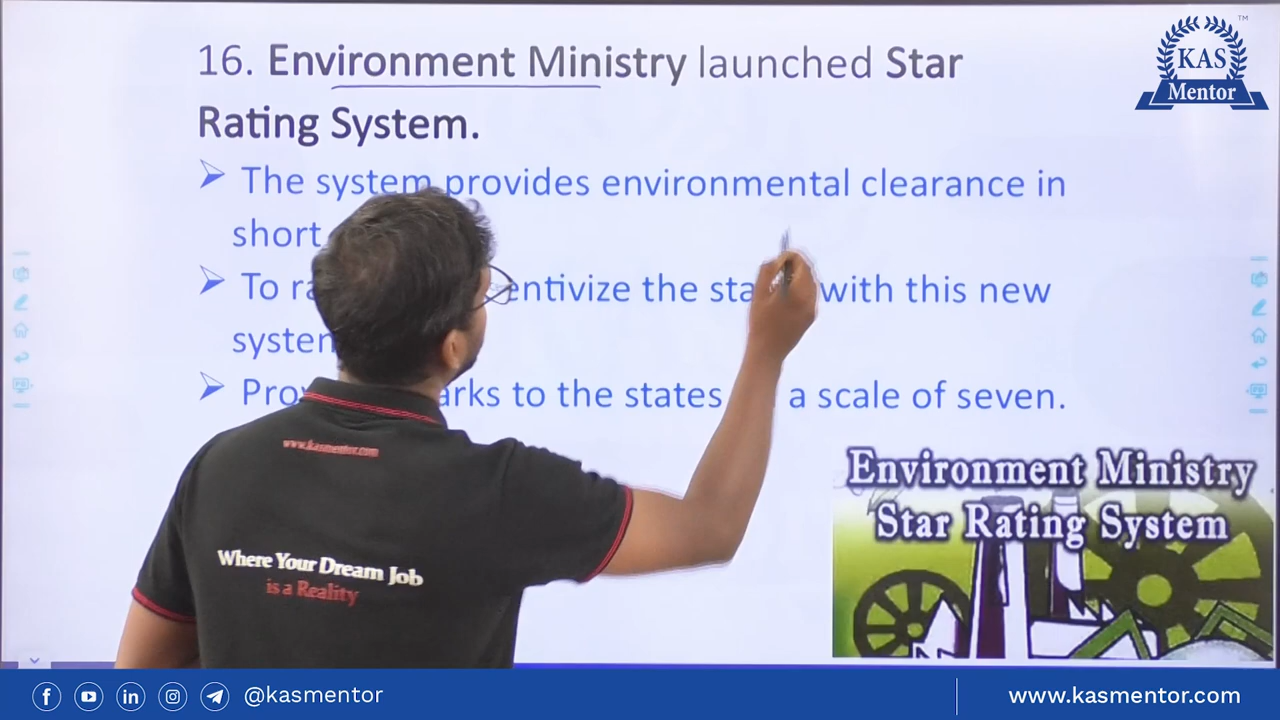 16. Environment Ministry launched Star
Rating System.
The system provides environmental clearance in
short
To entivize the sta with this new
system
Pro arks to the states a scale of seven.
Environment Ministry
Star Rating System
KAS
Mentor
TM
www.kasmentor.com
Where Your Dream Job
is a Reality
@kasmentor
www.kasmentor.com